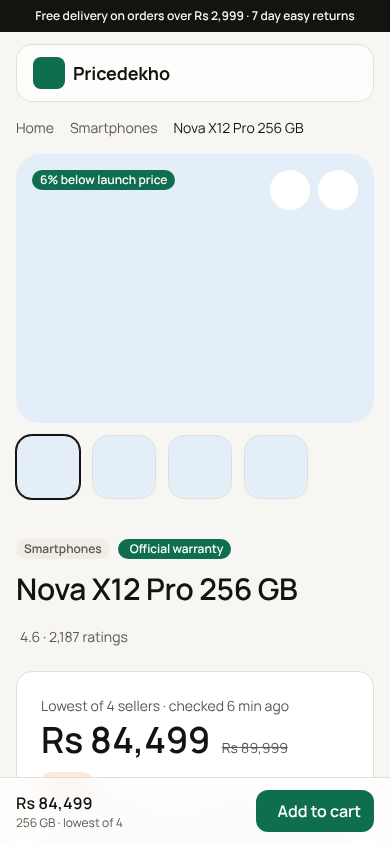 Free delivery on orders over Rs 2,999 · 7 day easy returns
Pricedekho
Home Smartphones Nova X12 Pro 256 GB
6% below launch price
Smartphones Official warranty
Nova X12 Pro 256 GB
4.6 · 2,187 ratings
Lowest of 4 sellers · checked 6 min ago
Rs 84,499 Rs 89,999
Rs 84,499
256 GB · lowest of 4
Add to cart